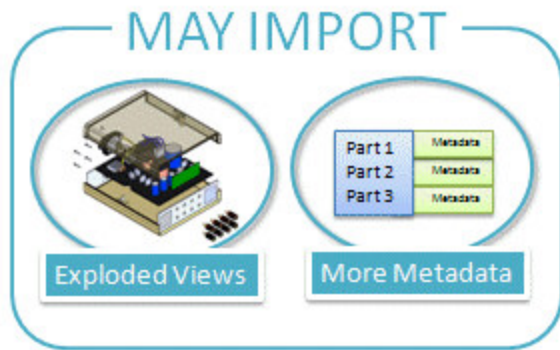 MAY IMPORT
Part 1 Metadata
Part 2 Metadata
Part 3 Metadata
Exploded Views
More Metadata